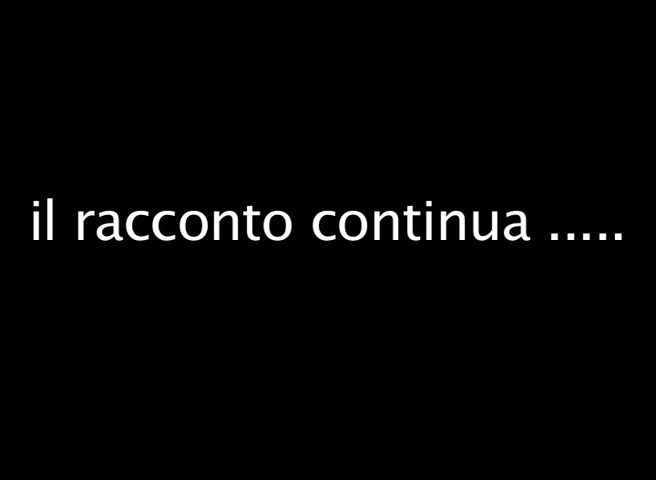 il racconto continua .....